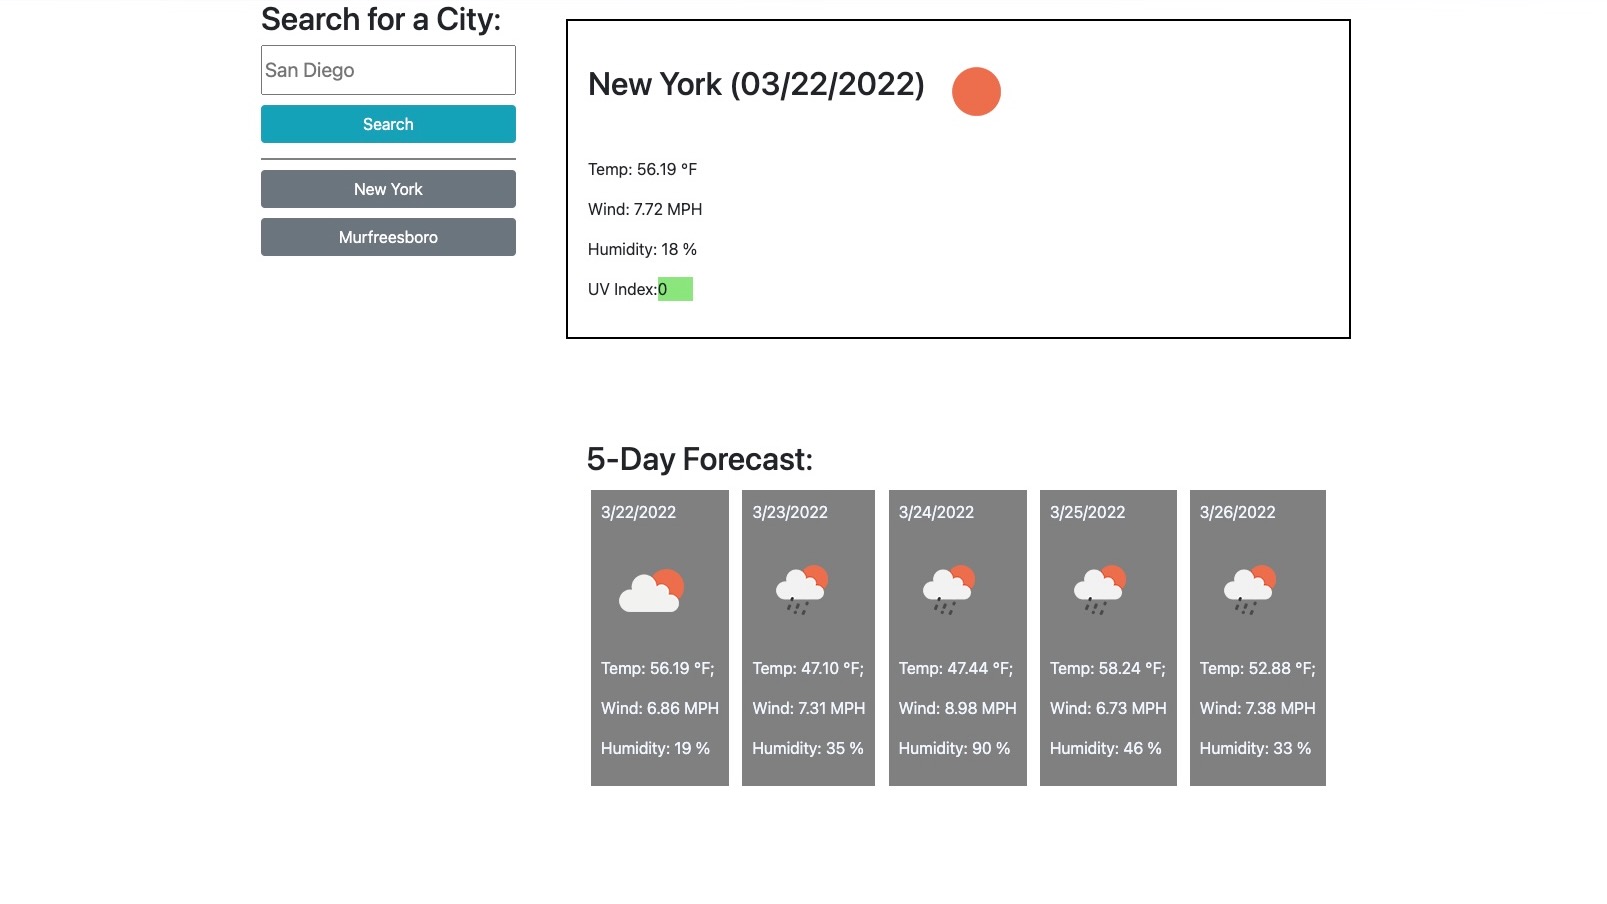 Search for a City:
San Diego
Search
New York
Murfreesboro
New York (03/22/2022)
Temp: 56.19 °F
Wind: 7.72 MPH
Humidity: 18 %
UV Index:0
5-Day Forecast:
3/22/2022
Temp: 56.19 °F;
Wind: 6.86 MPH
Humidity: 19 %
3/23/2022
Temp: 47.10 °F;
Wind: 7.31 MPH
Humidity: 35 %
3/24/2022
Temp: 47.44 °F;
Wind: 8.98 MPH
Humidity: 90 %
3/25/2022
Temp: 58.24 °F;
Wind: 6.73 MPH
Humidity: 46 %
3/26/2022
Temp: 52.88 °F;
Wind: 7.38 MPH
Humidity: 33 %